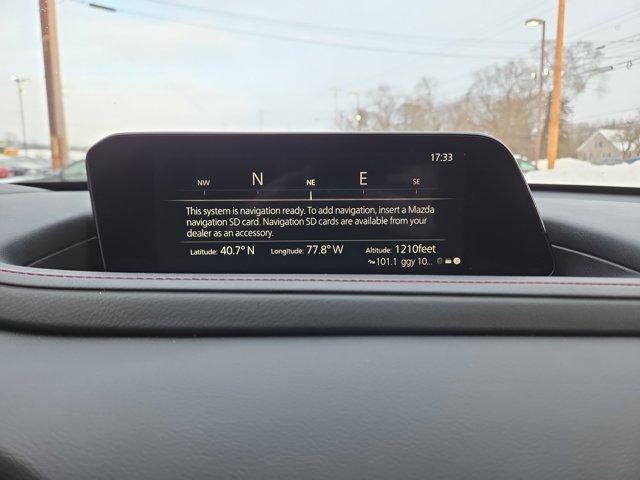 17:33
NW N NE E SE
This system is navigation ready. To add navigation, insert a Mazda
navigation SD card. Navigation SD cards are available from your
dealer as an accessory.
Latitude: 40.7° N Longitude: 77.8° W Altitude: 1210feet
101.1 ggy 10...